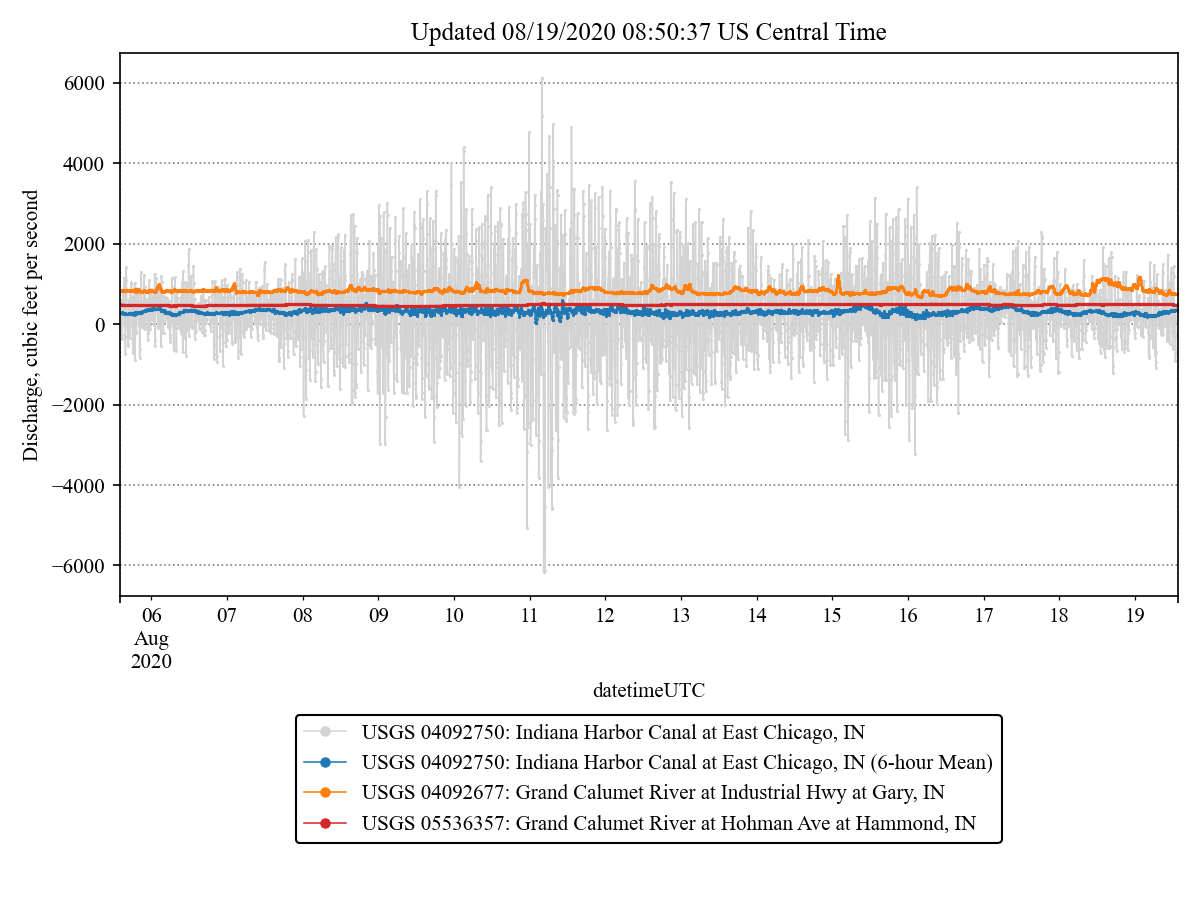 Updated 08/19/2020 08:50:37 US Central Time
Discharge, cubic feet per second
6000
4000
2000
0
−2000
−4000
−6000
06 07 08 09 10 11 12 13 14 15 16 17 18 19
Aug
2020
datetimeUTC
USGS 04092750: Indiana Harbor Canal at East Chicago, IN
USGS 04092750: Indiana Harbor Canal at East Chicago, IN (6-hour Mean)
USGS 04092677: Grand Calumet River at Industrial Hwy at Gary, IN
USGS 05536357: Grand Calumet River at Hohman Ave at Hammond, IN